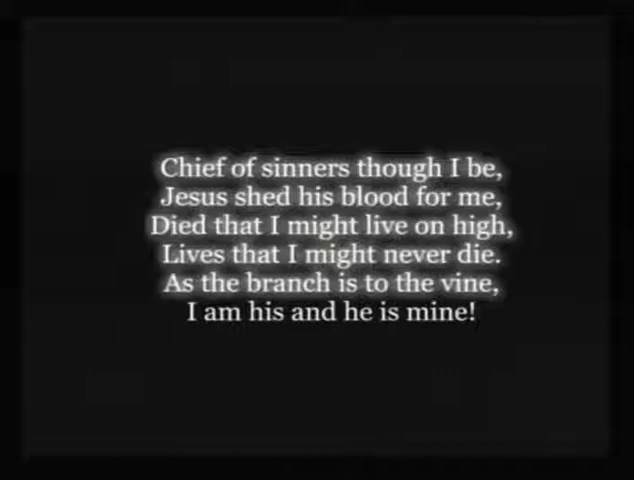 Chief of sinners though I be,
Jesus shed his blood for me,
Died that I might live on high,
Lives that I might never die.
As the branch is to the vine,
I am his and he is mine!